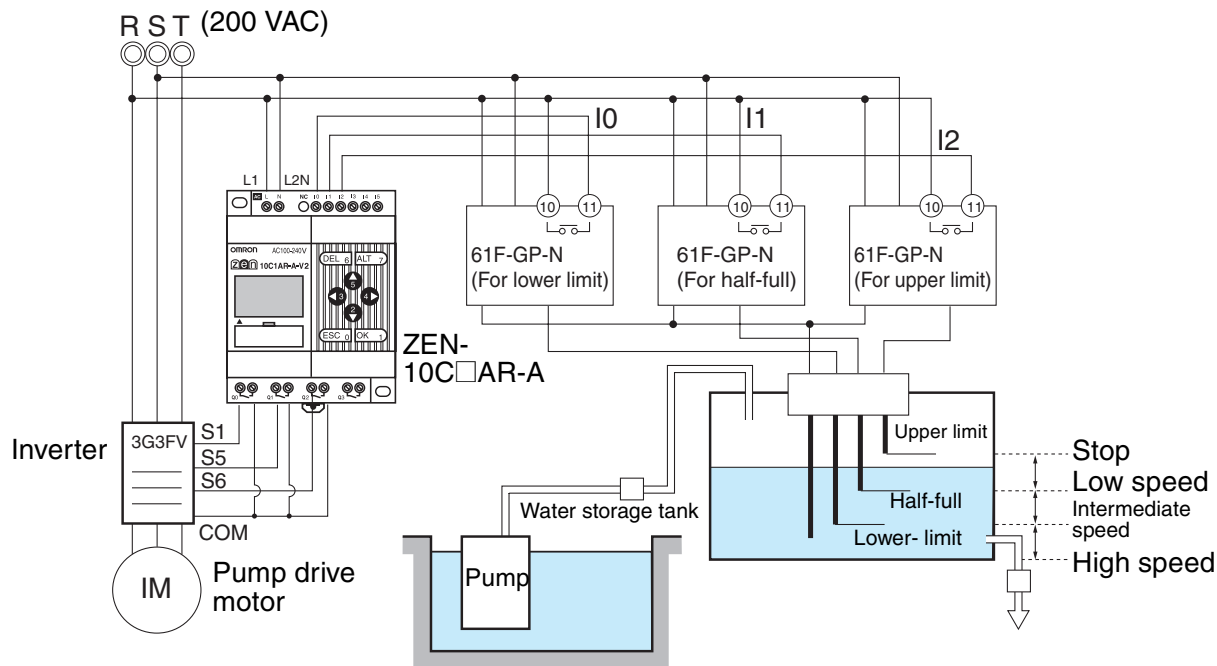 R S T (200 VAC)
I0
I1
I2
L1
L2N
AC
L
N
NC
I0
I1
I2
I3
I4
I5
OMRON
AC100-240V
zen 10C1AR-A-V2
DEL 6
ALT 7
5
3
4
2
ESC 0
OK 1
ZEN-
10C□AR-A
Q0
Q1
Q2
Q3
10
11
61F-GP-N
(For lower limit)
10
11
61F-GP-N
(For half-full)
10
11
61F-GP-N
(For upper limit)
Inverter
3G3FV
S1
S5
S6
COM
IM
Pump drive
motor
Water storage tank
Pump
Upper limit
Half-full
Lower- limit
Stop
Low speed
Intermediate
speed
High speed